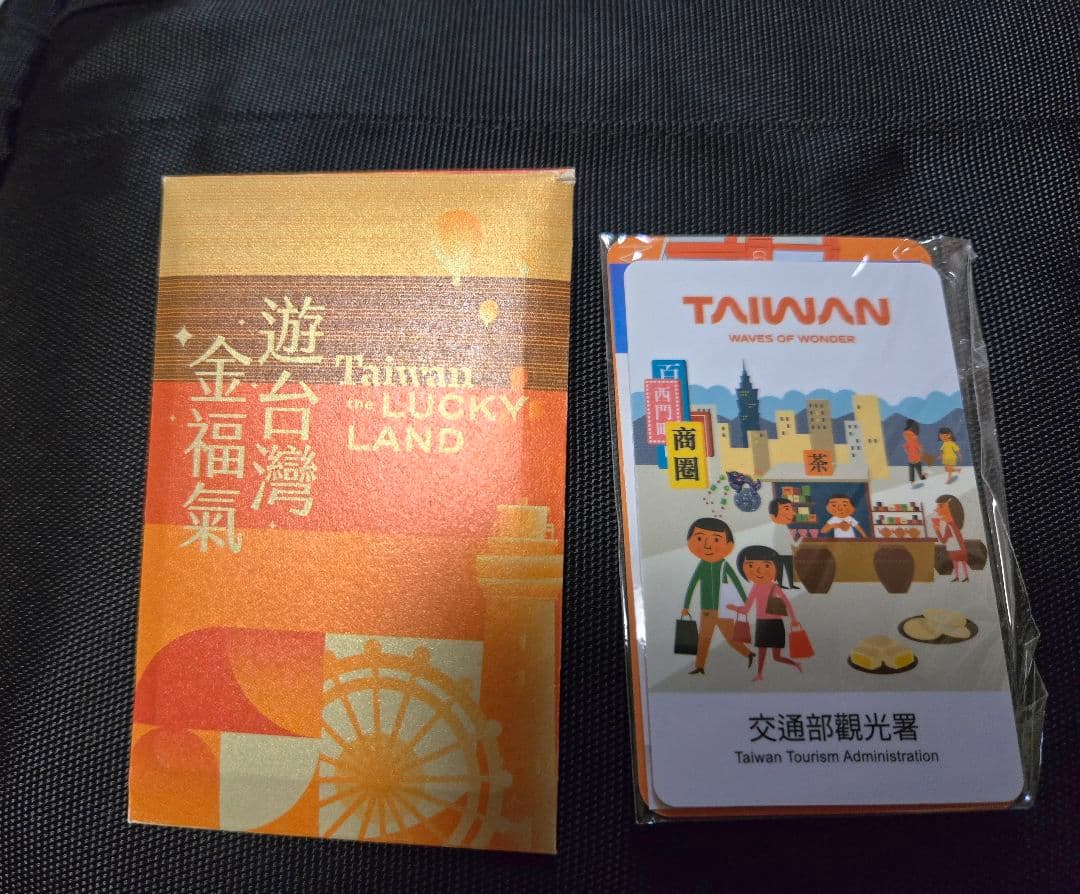 遊台灣
金福氣
Taiwan
the LUCKY
LAND
TAIWAN
WAVES OF WONDER
百
西門町
商圈
茶
交通部觀光署
Taiwan Tourism Administration